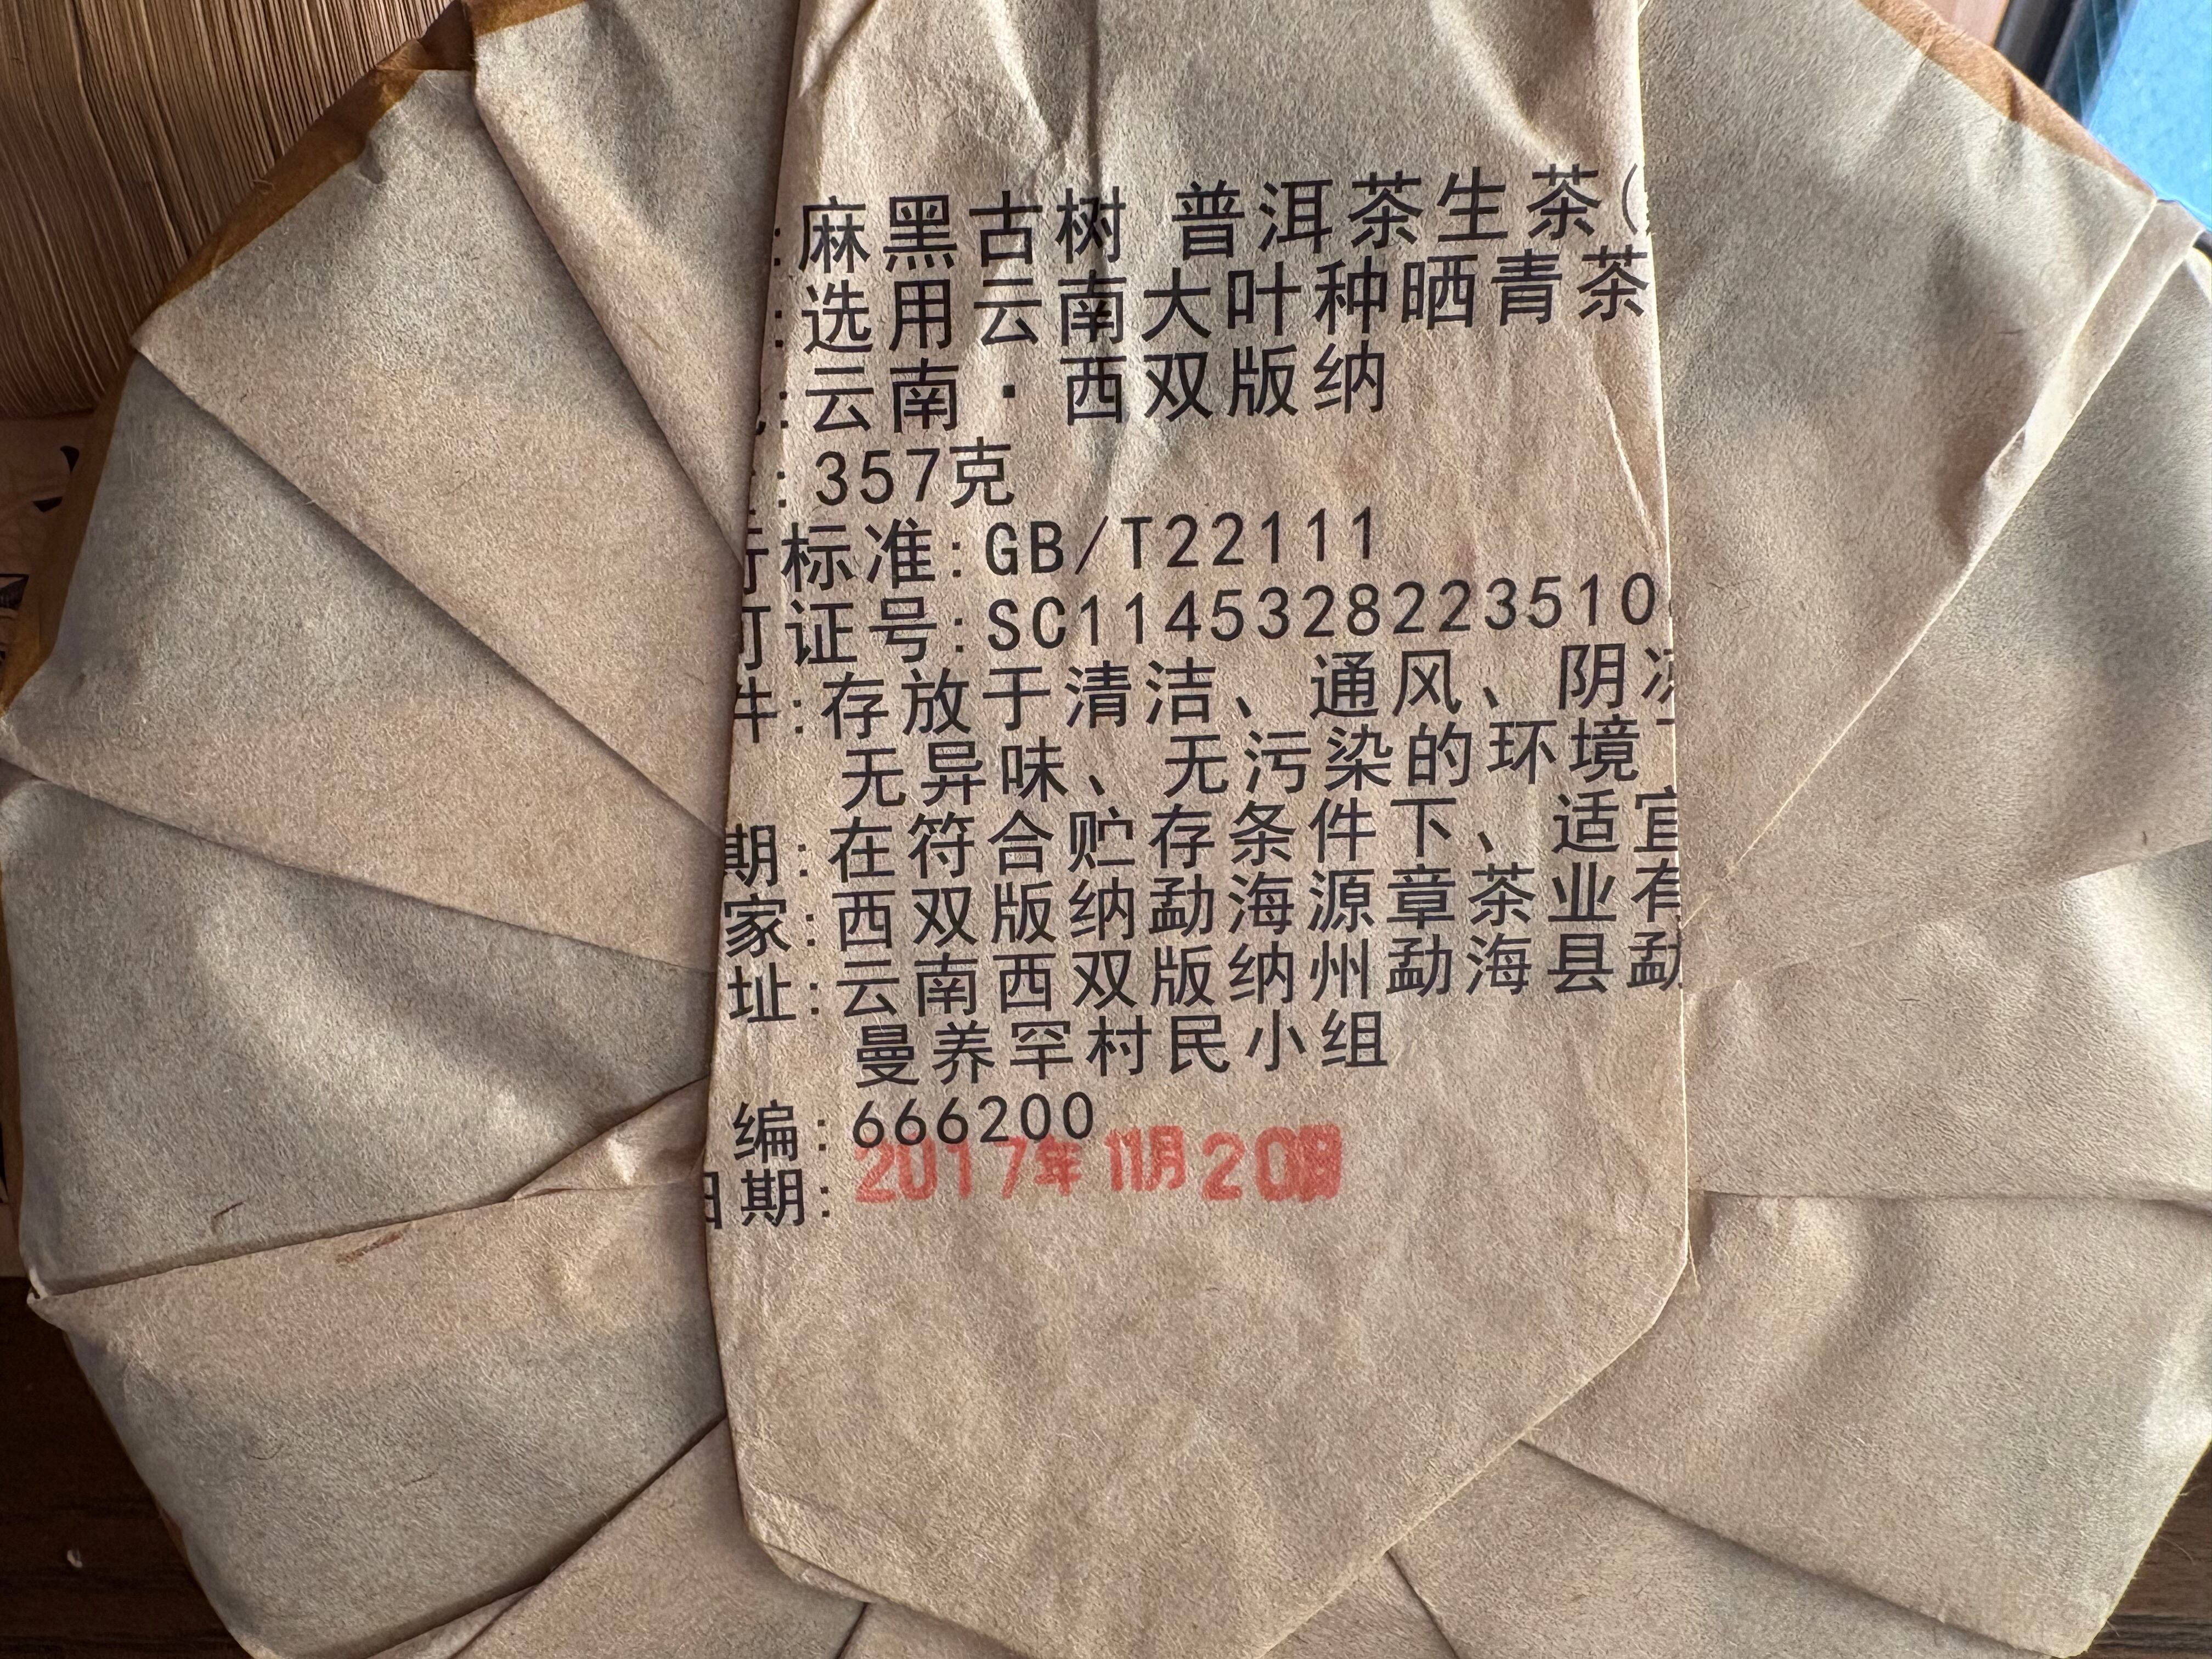 :麻黑古树 普洱茶生茶(
:选用云南大叶种晒青茶
:云南·西双版纳
:357克
标准:GB/T22111
证号:SC1145328223510
件:存放于清洁、通风、阴凉
无异味、无污染的环境
期:在符合贮存条件下、适宜
家:西双版纳勐海源章茶业有
址:云南西双版纳州勐海县勐
曼养罕村民小组
编:666200
日期:2017年11月20日